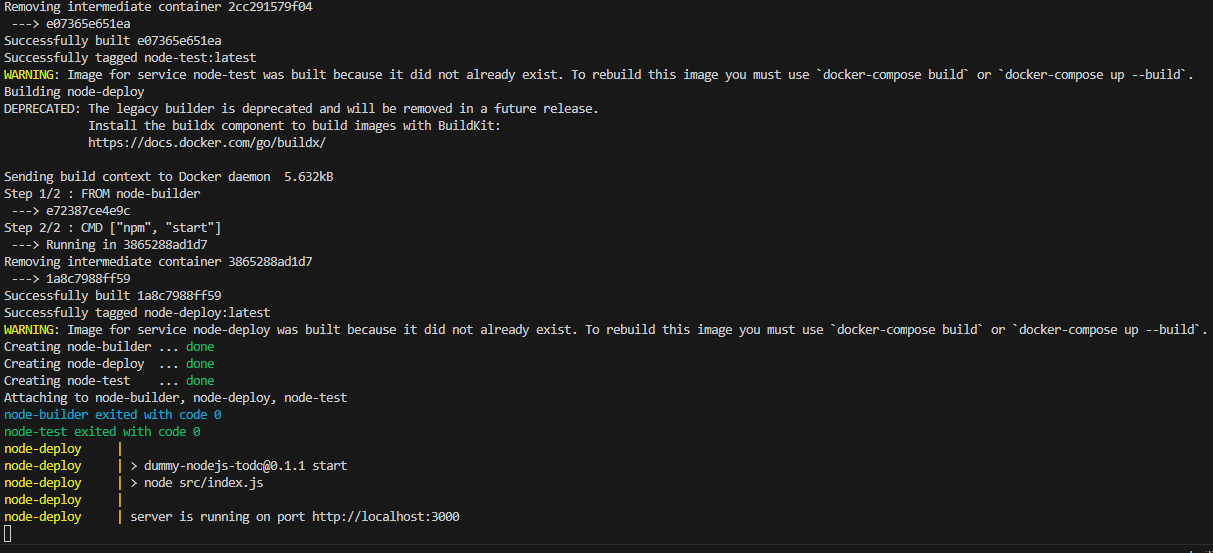 Removing intermediate container 2cc291579f04
 ---> e07365e651ea
Successfully built e07365e651ea
Successfully tagged node-test:latest
WARNING: Image for service node-test was built because it did not already exist. To rebuild this image you must use `docker-compose build` or `docker-compose up --build`.
Building node-deploy
DEPRECATED: The legacy builder is deprecated and will be removed in a future release.
            Install the buildx component to build images with BuildKit:
            https://docs.docker.com/go/buildx/

Sending build context to Docker daemon  5.632kB
Step 1/2 : FROM node-builder
 ---> e72387ce4e9c
Step 2/2 : CMD ["npm", "start"]
 ---> Running in 3865288ad1d7
Removing intermediate container 3865288ad1d7
 ---> 1a8c7988ff59
Successfully built 1a8c7988ff59
Successfully tagged node-deploy:latest
WARNING: Image for service node-deploy was built because it did not already exist. To rebuild this image you must use `docker-compose build` or `docker-compose up --build`.
Creating node-builder ... done
Creating node-deploy  ... done
Creating node-test    ... done
Attaching to node-builder, node-deploy, node-test
node-builder exited with code 0
node-test exited with code 0
node-deploy     |
node-deploy     | > dummy-nodejs-todo@0.1.1 start
node-deploy     | > node src/index.js
node-deploy     |
node-deploy     | server is running on port http://localhost:3000